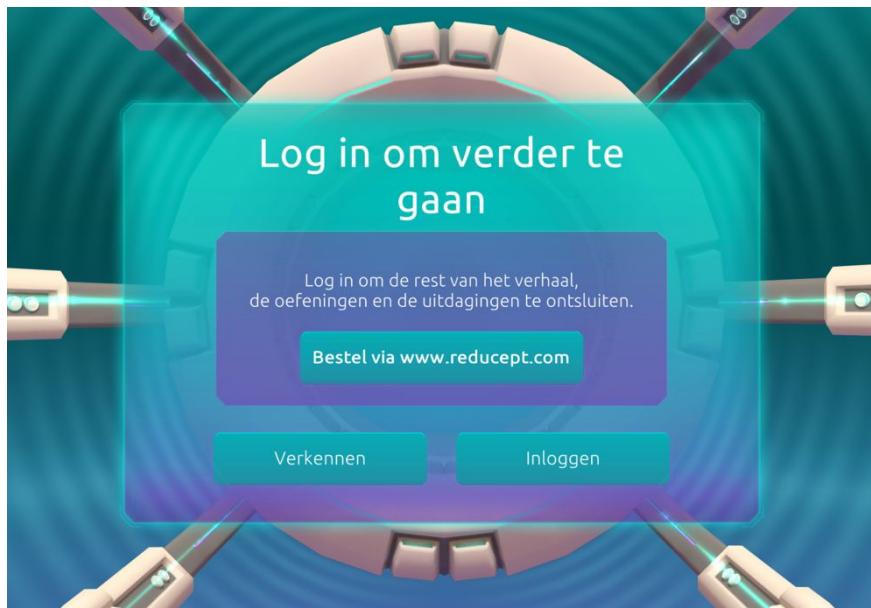 Log in om verder te
gaan
Log in om de rest van het verhaal,
de oefeningen en de uitdagingen te ontsluiten.
Bestel via www.reducept.com
Verkennen
Inloggen